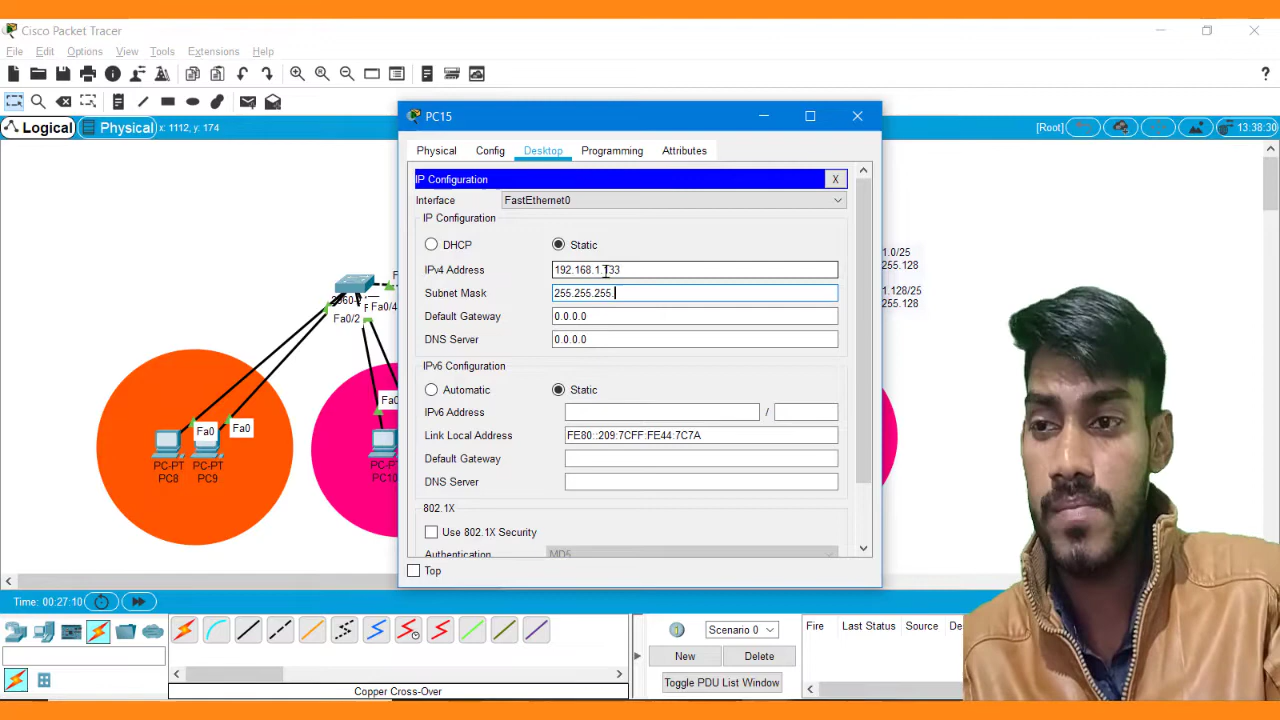 Cisco Packet Tracer
File Edit Options View Tools Extensions Help
?
Logical Physical x: 1112, y: 174 [Root] 13:38:30
PC15
Physical Config Desktop Programming Attributes
IP Configuration X
Interface FastEthernet0
IP Configuration
DHCP Static
IPv4 Address 192.168.1.133
Subnet Mask 255.255.255.
Default Gateway 0.0.0.0
DNS Server 0.0.0.0
IPv6 Configuration
Automatic Static
IPv6 Address /
Link Local Address FE80::209:7CFF:FE44:7C7A
Default Gateway
DNS Server
802.1X
Use 802.1X Security
Authentication MD5
Top
1.0/25
255.128
1.128/25
255.128
Fa0/4
Fa0/2
Fa0 Fa0
PC-PT PC-PT
PC8 PC9
PC10
Time: 00:27:10
Scenario 0
New Delete
Toggle PDU List Window
Fire Last Status Source
Copper Cross-Over